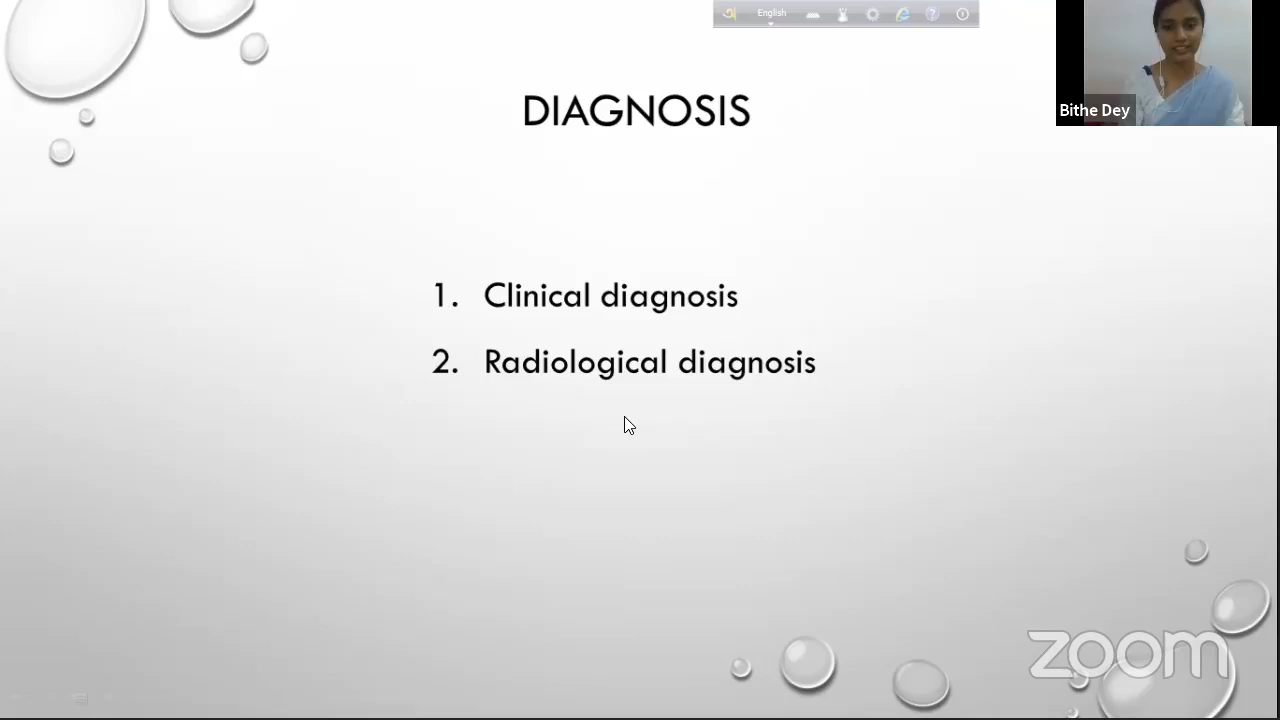 English
DIAGNOSIS
Bithe Dey
1. Clinical diagnosis
2. Radiological diagnosis
zoom